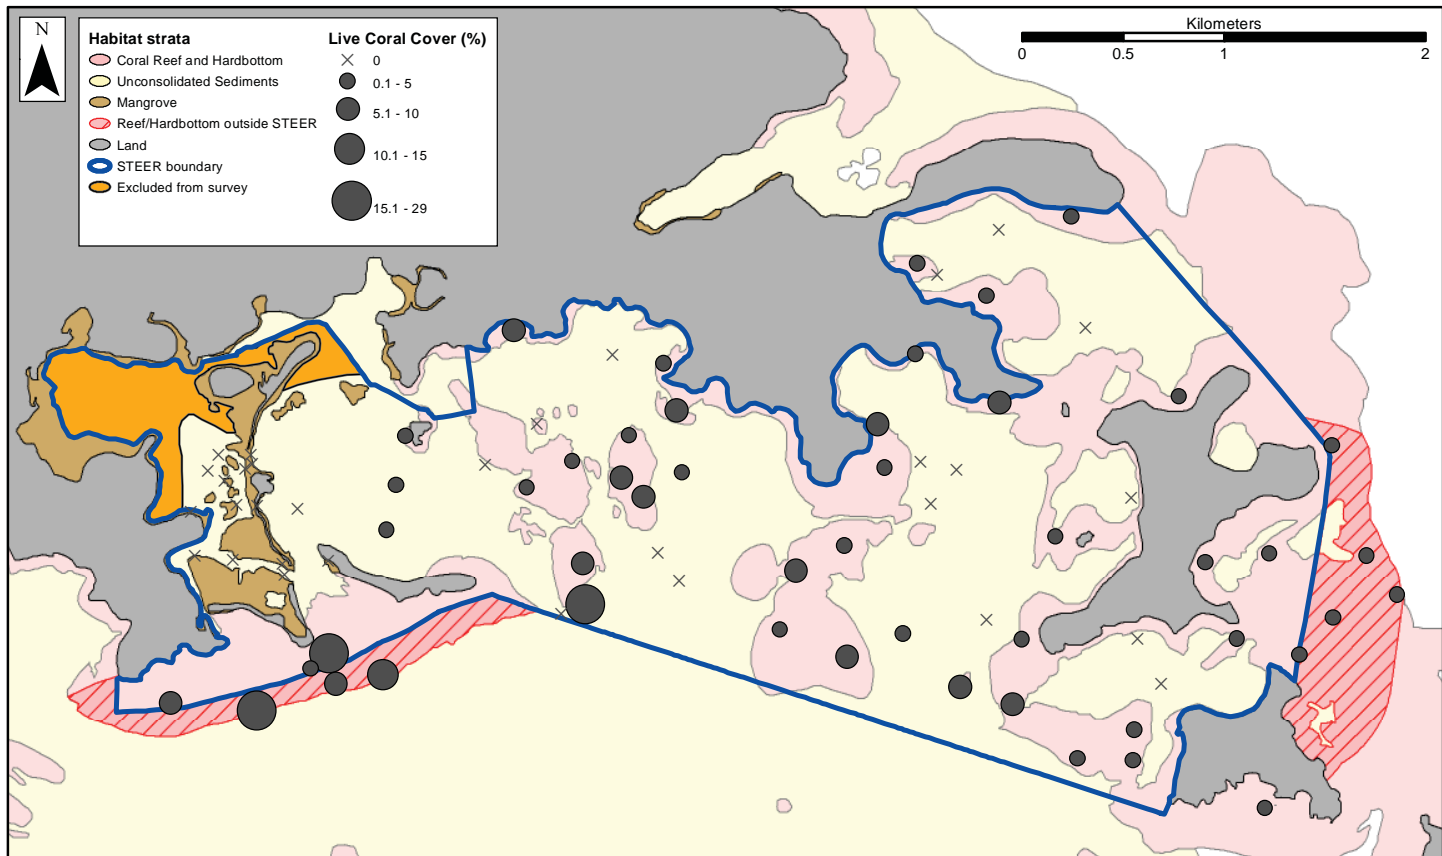 N
Habitat strata
Coral Reef and Hardbottom
Unconsolidated Sediments
Mangrove
Reef/Hardbottom outside STEER
Land
STEER boundary
Excluded from survey
Live Coral Cover (%)
0
0.1 - 5
5.1 - 10
10.1 - 15
15.1 - 29
Kilometers
0 0.5 1 2